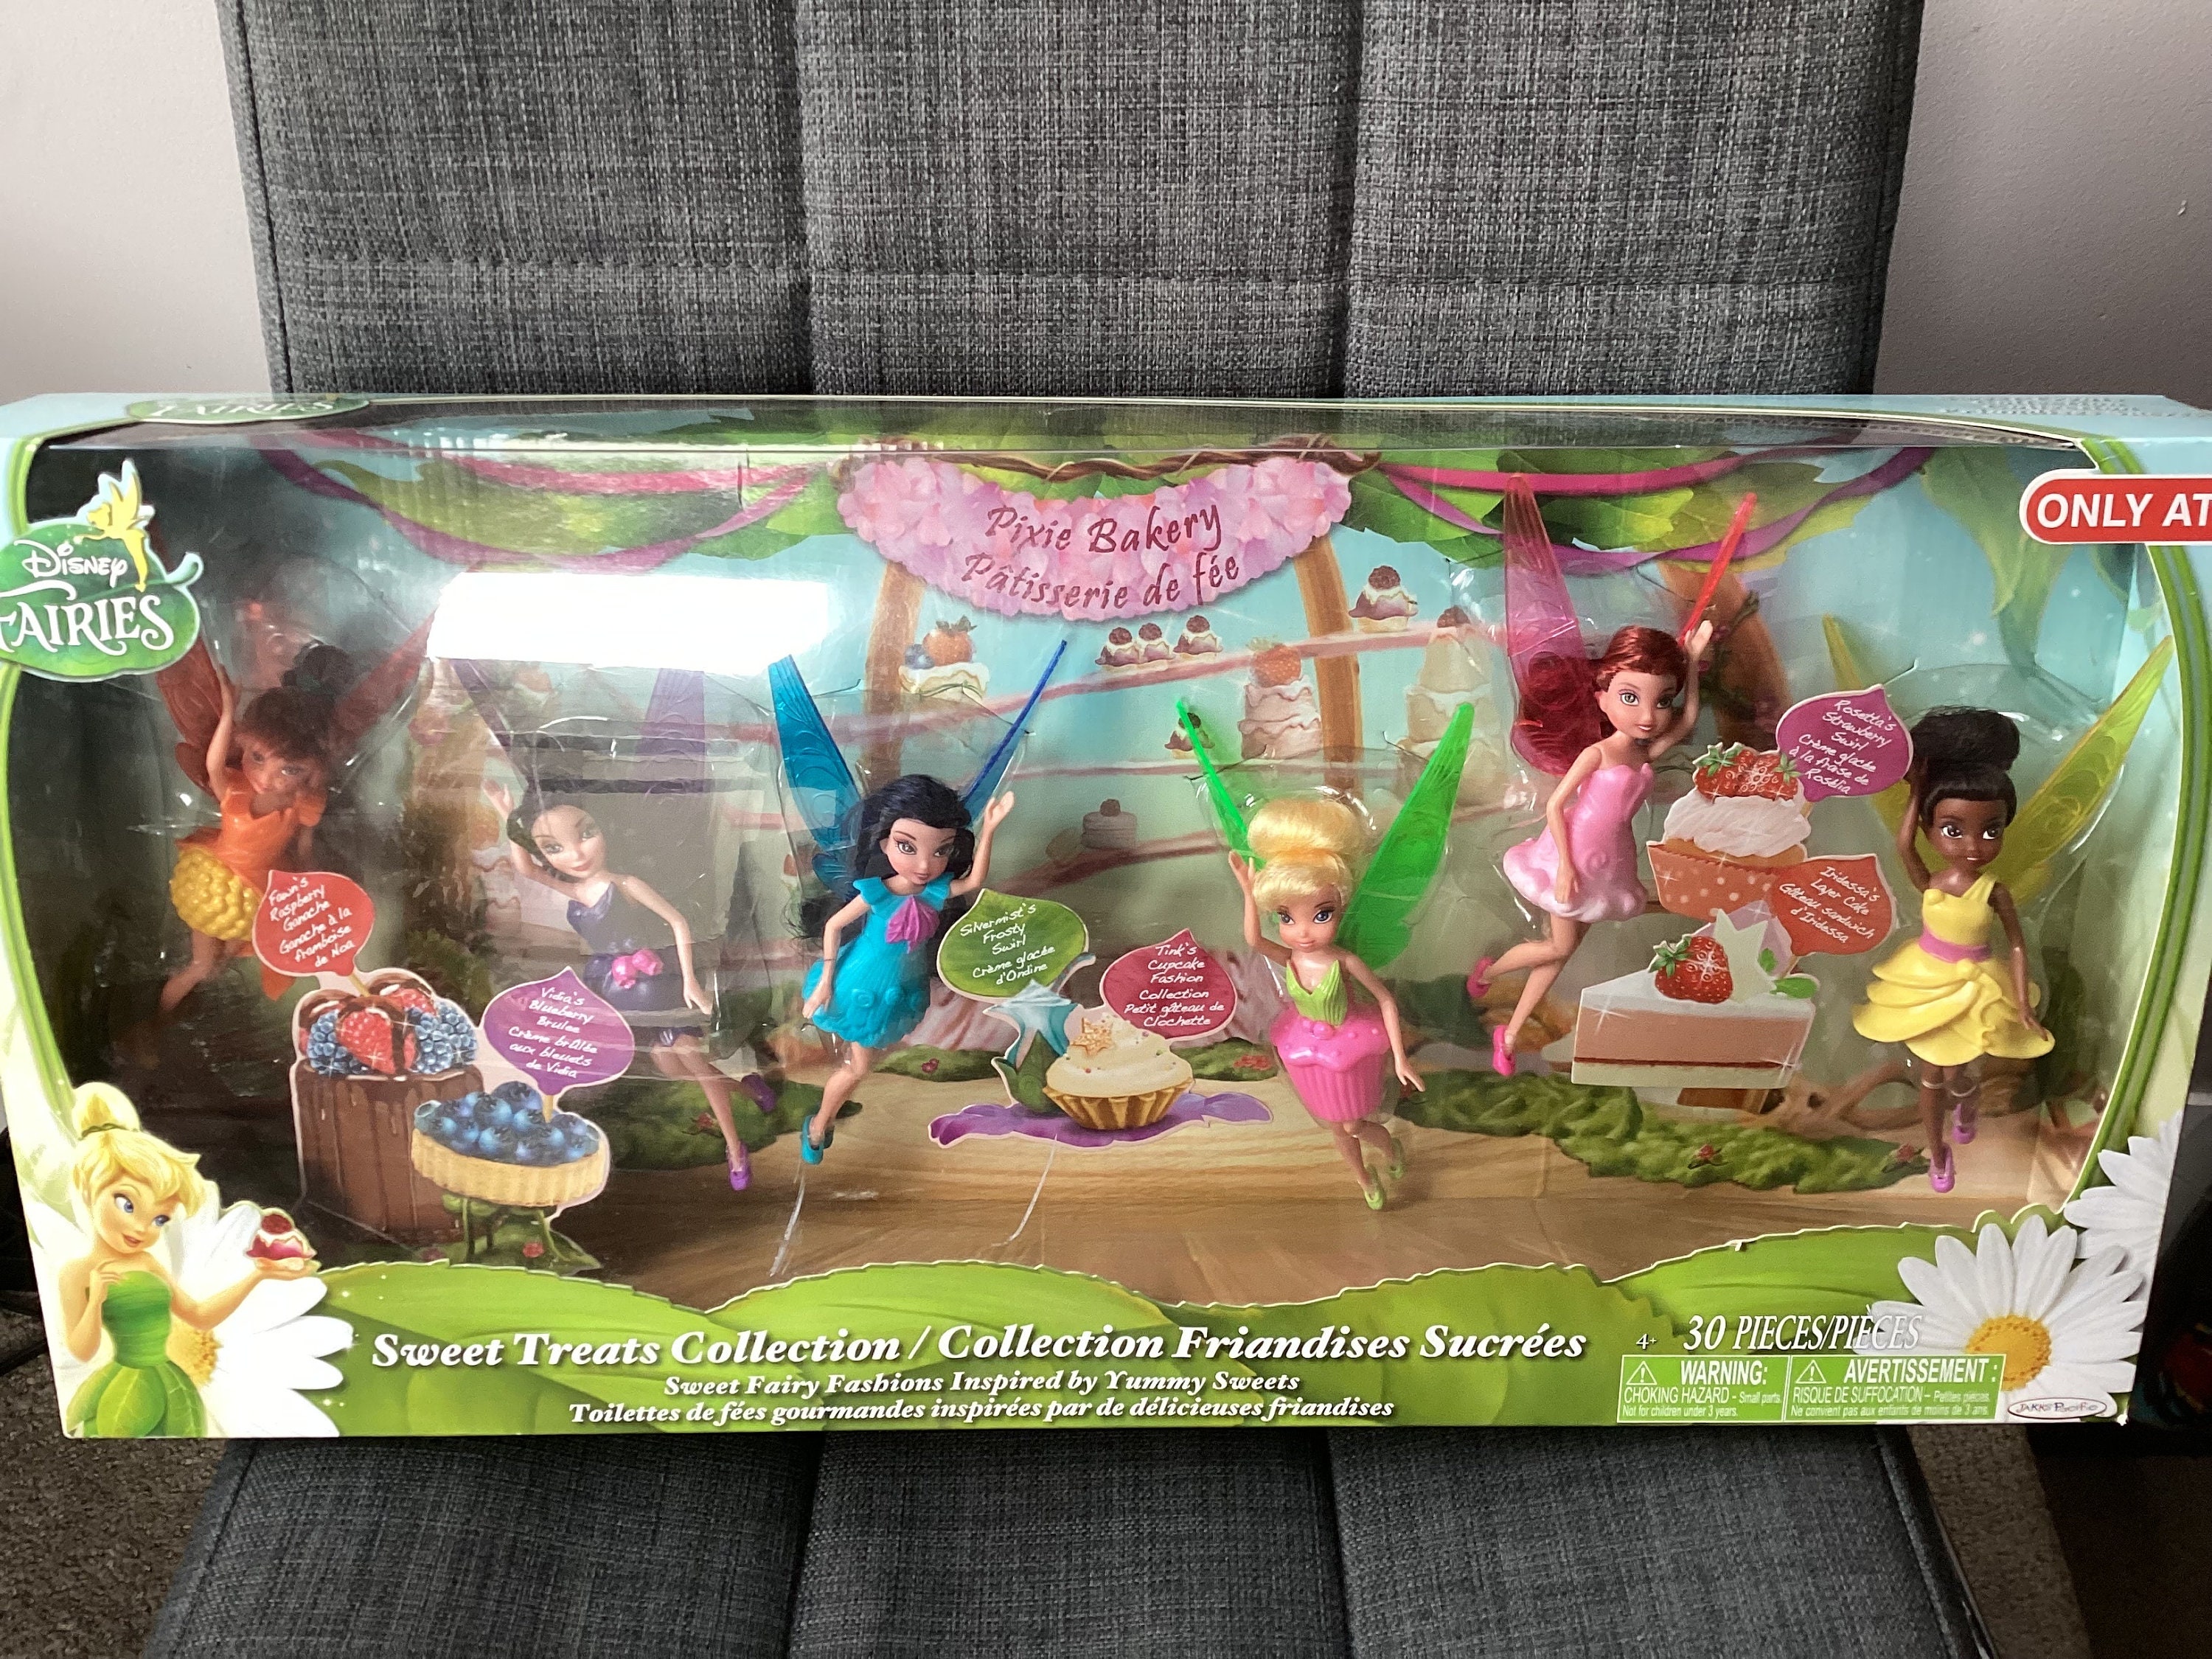 FAIRIES
Disney
FAIRIES
Pixie Bakery
Pâtisserie de fée
ONLY AT
Fawn's
Raspberry
Ganache
Ganache à la
framboise
de Noa
Vidia's
Blueberry
Brulee
Crème brûlée
aux bleuets
de Vidia
Silvermist's
Frosty
Swirl
Crème glacée
d'Ondine
Tink's
Cupcake
Fashion
Collection
Petit gâteau de
Clochette
Rosetta's
Strawberry
Swirl
Crème glacée
à la fraise de
Rosélia
Iridessa's
Layer Cake
Gâteau sandwich
d'Iridessa
Sweet Treats Collection / Collection Friandises Sucrées
Sweet Fairy Fashions Inspired by Yummy Sweets
Toilettes de fées gourmandes inspirées par de délicieuses friandises
4+ 30 PIECES/PIÈCES
WARNING:
CHOKING HAZARD - Small parts.
Not for children under 3 years.
AVERTISSEMENT :
RISQUE DE SUFFOCATION - Petites pièces.
Ne convient pas aux enfants de moins de 3 ans.
JAKKS Pacific